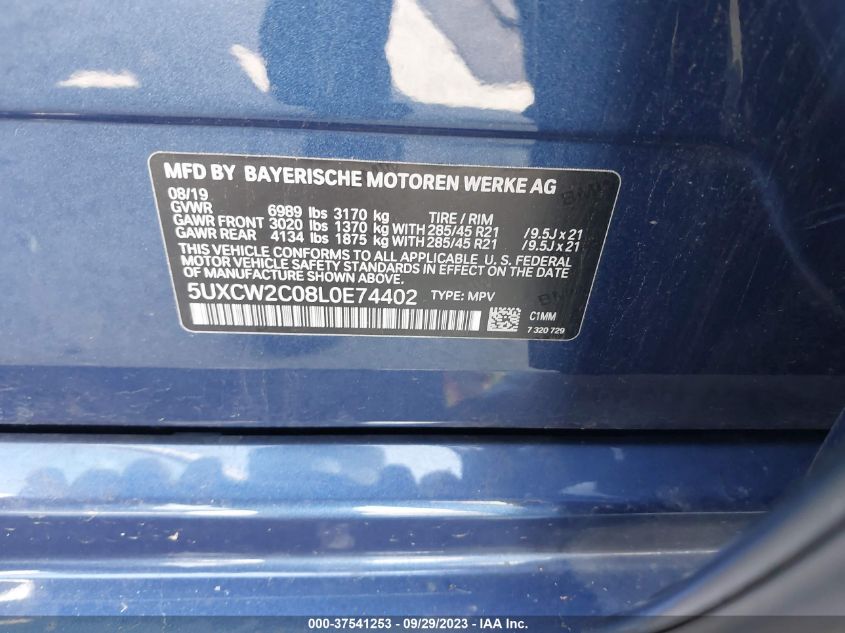 MFD BY BAYERISCHE MOTOREN WERKE AG
08/19
GVWR 6989 lbs 3170 kg TIRE / RIM
GAWR FRONT 3020 lbs 1370 kg WITH 285/45 R21 /9.5J x 21
GAWR REAR 4134 lbs 1875 kg WITH 285/45 R21 /9.5J x 21
THIS VEHICLE CONFORMS TO ALL APPLICABLE U.S. FEDERAL
MOTOR VEHICLE SAFETY STANDARDS IN EFFECT ON THE DATE
OF MANUFACTURE SHOWN ABOVE.
5UXCW2C08L0E74402 TYPE: MPV
C1MM
7 320 729
000-37541253 - 09/29/2023 - IAA Inc.